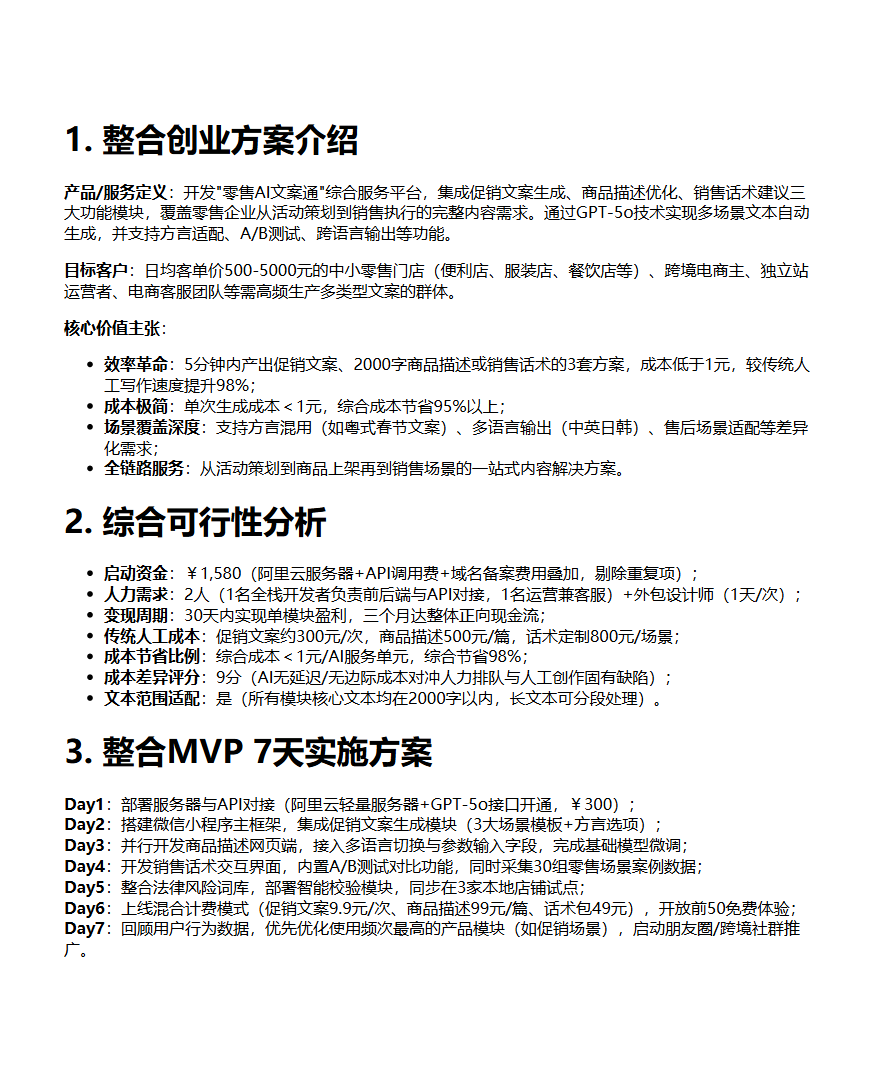 1. 整合创业方案介绍
产品/服务定义：开发"零售AI文案通"综合服务平台，集成促销文案生成、商品描述优化、销售话术建议三
大功能模块，覆盖零售企业从活动策划到销售执行的完整内容需求。通过GPT-5o技术实现多场景文本自动
生成，并支持方言适配、A/B测试、跨语言输出等功能。
目标客户：日均客单价500-5000元的中小零售门店（便利店、服装店、餐饮店等）、跨境电商主、独立站
运营者、电商客服团队等需高频生产多类型文案的群体。
核心价值主张：
• 效率革命：5分钟内产出促销文案、2000字商品描述或销售话术的3套方案，成本低于1元，较传统人
工写作速度提升98%；
• 成本极简：单次生成成本＜1元，综合成本节省95%以上；
• 场景覆盖深度：支持方言混用（如粤式春节文案）、多语言输出（中英日韩）、售后场景适配等差异
化需求；
• 全链路服务：从活动策划到商品上架再到销售场景的一站式内容解决方案。
2. 综合可行性分析
• 启动资金：￥1,580（阿里云服务器+API调用费+域名备案费用叠加，剔除重复项）；
• 人力需求：2人（1名全栈开发者负责前后端与API对接，1名运营兼客服）+外包设计师（1天/次）；
• 变现周期：30天内实现单模块盈利，三个月达整体正向现金流；
• 传统人工成本：促销文案约300元/次，商品描述500元/篇，话术定制800元/场景；
• 成本节省比例：综合成本＜1元/AI服务单元，综合节省98%；
• 成本差异评分：9分（AI无延迟/无边际成本对冲人力排队与人工创作固有缺陷）；
• 文本范围适配：是（所有模块核心文本均在2000字以内，长文本可分段处理）。
3. 整合MVP 7天实施方案
Day1：部署服务器与API对接（阿里云轻量服务器+GPT-5o接口开通，￥300）；
Day2：搭建微信小程序主框架，集成促销文案生成模块（3大场景模板+方言选项）；
Day3：并行开发商品描述网页端，接入多语言切换与参数输入字段，完成基础模型微调；
Day4：开发销售话术交互界面，内置A/B测试对比功能，同时采集30组零售场景案例数据；
Day5：整合法律风险词库，部署智能校验模块，同步在3家本地店铺试点；
Day6：上线混合计费模式（促销文案9.9元/次、商品描述99元/篇、话术包49元），开放前50免费体验；
Day7：回顾用户行为数据，优先优化使用频次最高的产品模块（如促销场景），启动朋友圈/跨境社群推
广。